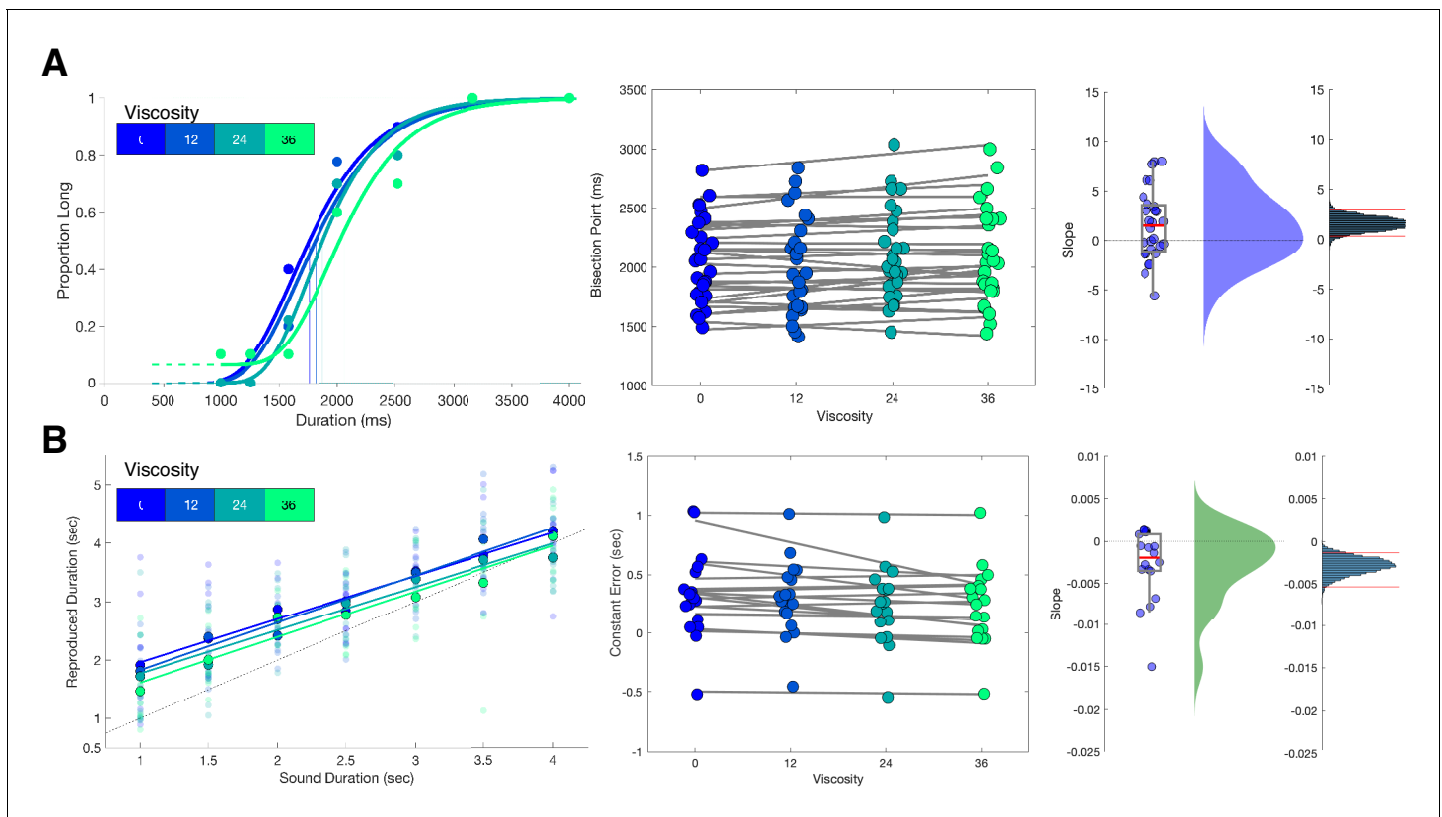 A
Viscosity
0 12 24 36
Proportion Long
1
0.8
0.6
0.4
0.2
0
0 500 1000 1500 2000 2500 3000 3500 4000
Duration (ms)
Bisection Point (ms)
3500
3000
2500
2000
1500
1000
0 12 24 36
Viscosity
Slope
15
10
5
0
-5
-10
-15
15
10
5
0
-5
-10
-15
B
Viscosity
0 12 24 36
Reproduced Duration (sec)
5
4
3
2
1
0.5
1 1.5 2 2.5 3 3.5 4
Sound Duration (sec)
Constant Error (sec)
1.5
1
0.5
0
-0.5
-1
0 12 24 36
Viscosity
Slope
0.01
0.005
0
-0.005
-0.01
-0.015
-0.02
-0.025
0.01
0.005
0
-0.005
-0.01
-0.015
-0.02
-0.025